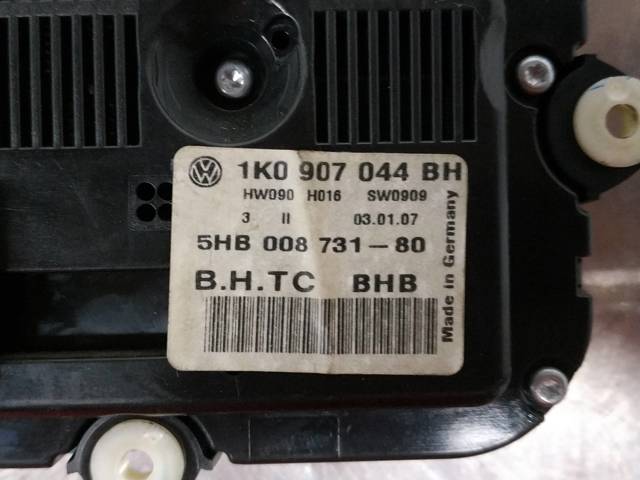 1K0 907 044 BH
HW090 H016 SW0909
3 II 03.01.07
5HB 008 731-80
B.H.TC BHB
Made in Germany